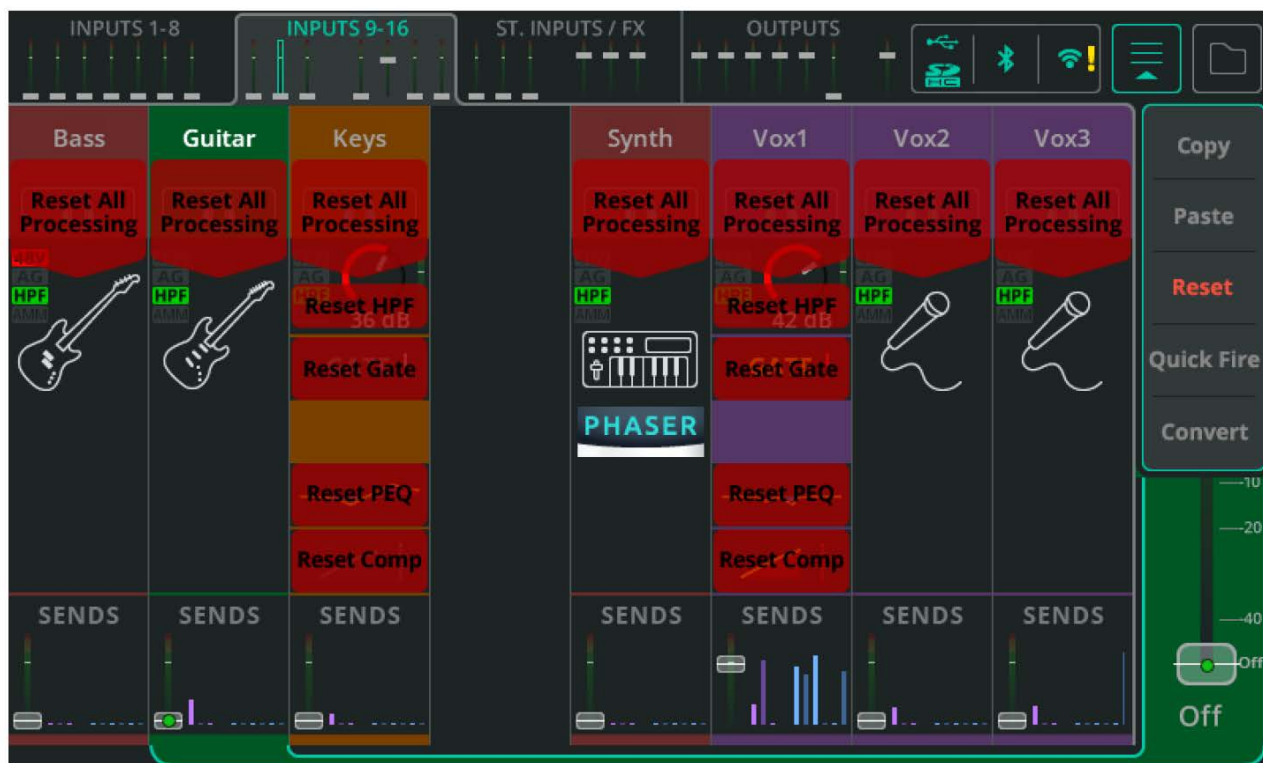 INPUTS 1-8
INPUTS 9-16
ST. INPUTS / FX
OUTPUTS
Bass
Guitar
Keys
Synth
Vox1
Vox2
Vox3
Reset All
Processing
Reset All
Processing
Reset All
Processing
Reset All
Processing
Reset All
Processing
Reset All
Processing
Reset All
Processing
48V
AG
HPF
AMM
AG
HPF
AMM
AG
Reset HPF
36 dB
AG
HPF
AMM
AG
Reset HPF
42 dB
AG
HPF
AMM
AG
HPF
AMM
Reset Gate
Reset Gate
GATE
PHASER
Reset PEQ
Reset PEQ
Reset Comp
Reset Comp
SENDS
SENDS
SENDS
SENDS
SENDS
SENDS
SENDS
Copy
Paste
Reset
Quick Fire
Convert
-10
-20
-40
Off
Off